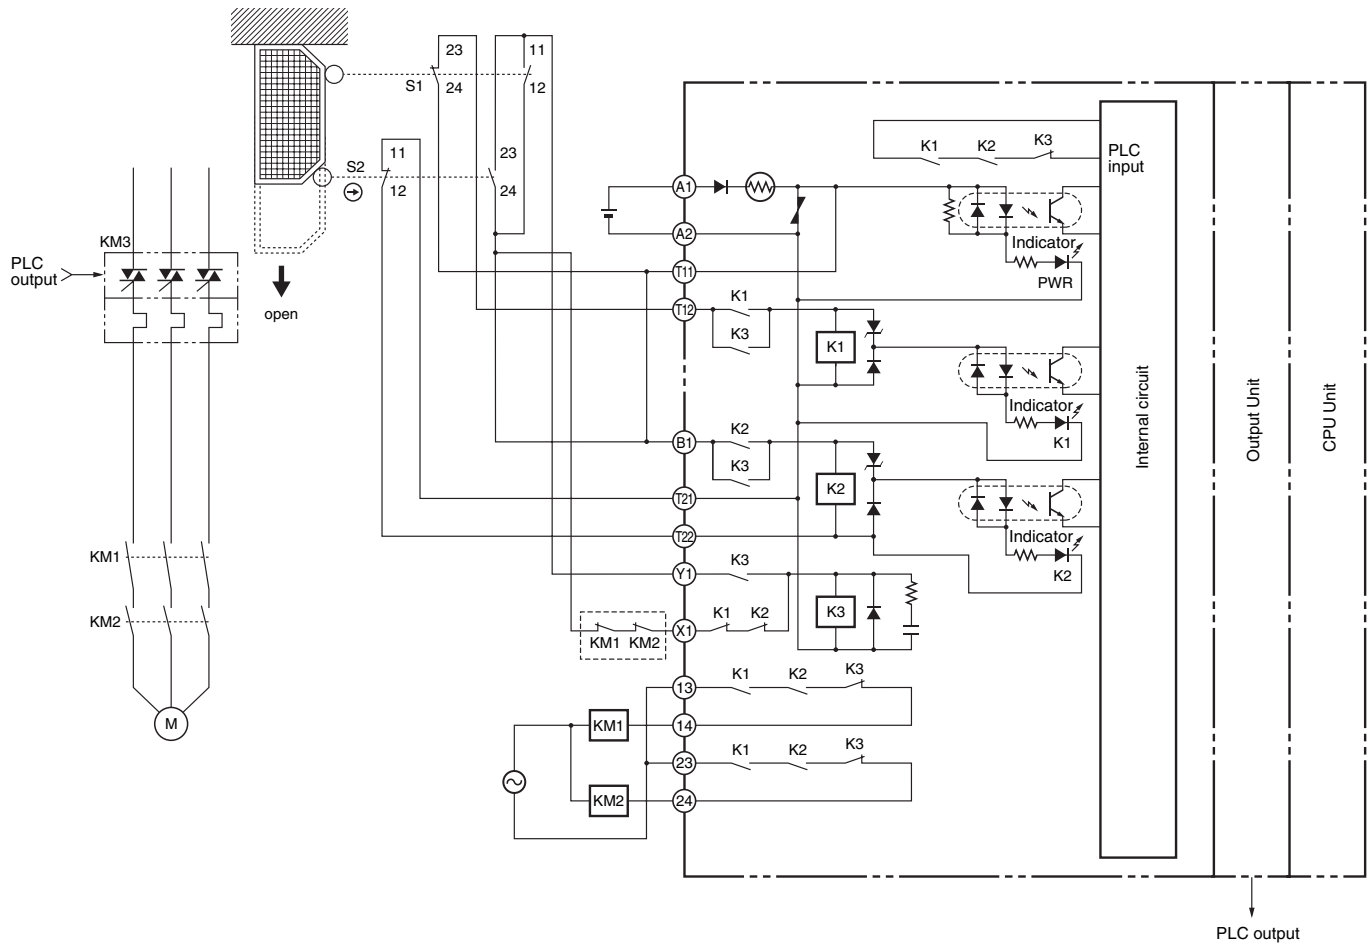 23
11
S1
24
12
11
23
S2
12
24
KM3
PLC
output
open
KM1
KM2
M
A1
A2
T11
T12
B1
T21
T22
Y1
X1
13
14
23
24
KM1
KM2
KM1
KM2
K1
K2
K3
PLC
input
Indicator
PWR
K1
K3
K1
Indicator
K1
K2
K3
K2
Indicator
K2
K3
K1
K2
K3
K1
K2
K3
K1
K2
K3
Internal circuit
Output Unit
CPU Unit
PLC output